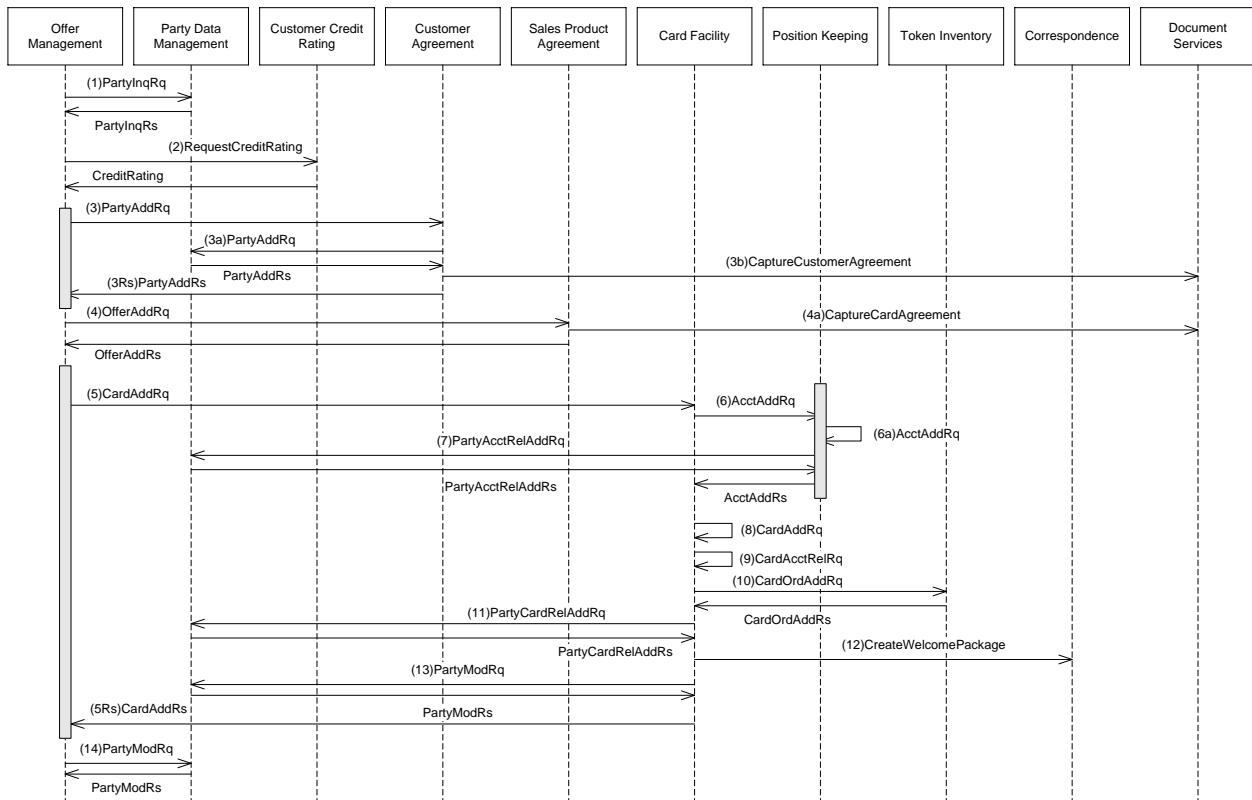 Offer
Management
Party Data
Management
Customer Credit
Rating
Customer
Agreement
Sales Product
Agreement
Card Facility
Position Keeping
Token Inventory
Correspondence
Document
Services
(1)PartyInqRq
PartyInqRs
(2)RequestCreditRating
CreditRating
(3)PartyAddRq
(3a)PartyAddRq
PartyAddRs
(3b)CaptureCustomerAgreement
(3Rs)PartyAddRs
(4)OfferAddRq
(4a)CaptureCardAgreement
OfferAddRs
(5)CardAddRq
(6)AcctAddRq
(6a)AcctAddRq
(7)PartyAcctRelAddRq
PartyAcctRelAddRs
AcctAddRs
(8)CardAddRq
(9)CardAcctRelRq
(10)CardOrdAddRq
CardOrdAddRs
(11)PartyCardRelAddRq
PartyCardRelAddRs
(12)CreateWelcomePackage
(13)PartyModRq
(5Rs)CardAddRs
PartyModRs
(14)PartyModRq
PartyModRs